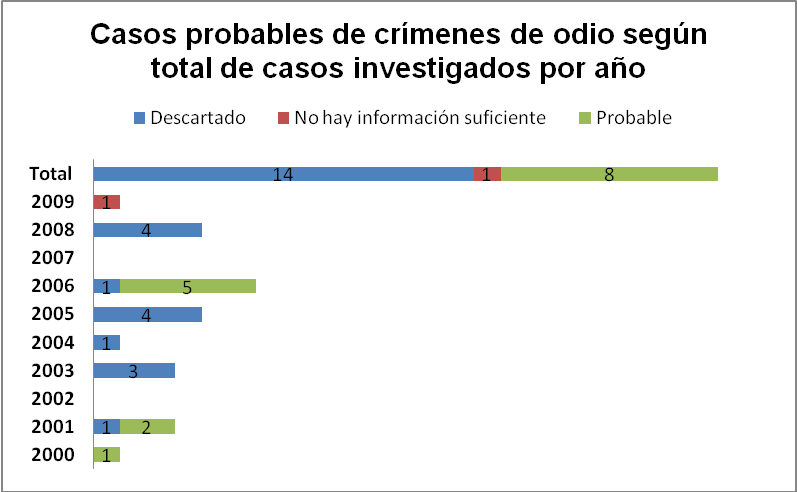 Casos probables de crímenes de odio según
total de casos investigados por año
Descartado No hay información suficiente Probable
Total 14 1 8
2009 1
2008 4
2007
2006 1 5
2005 4
2004 1
2003 3
2002
2001 1 2
2000 1